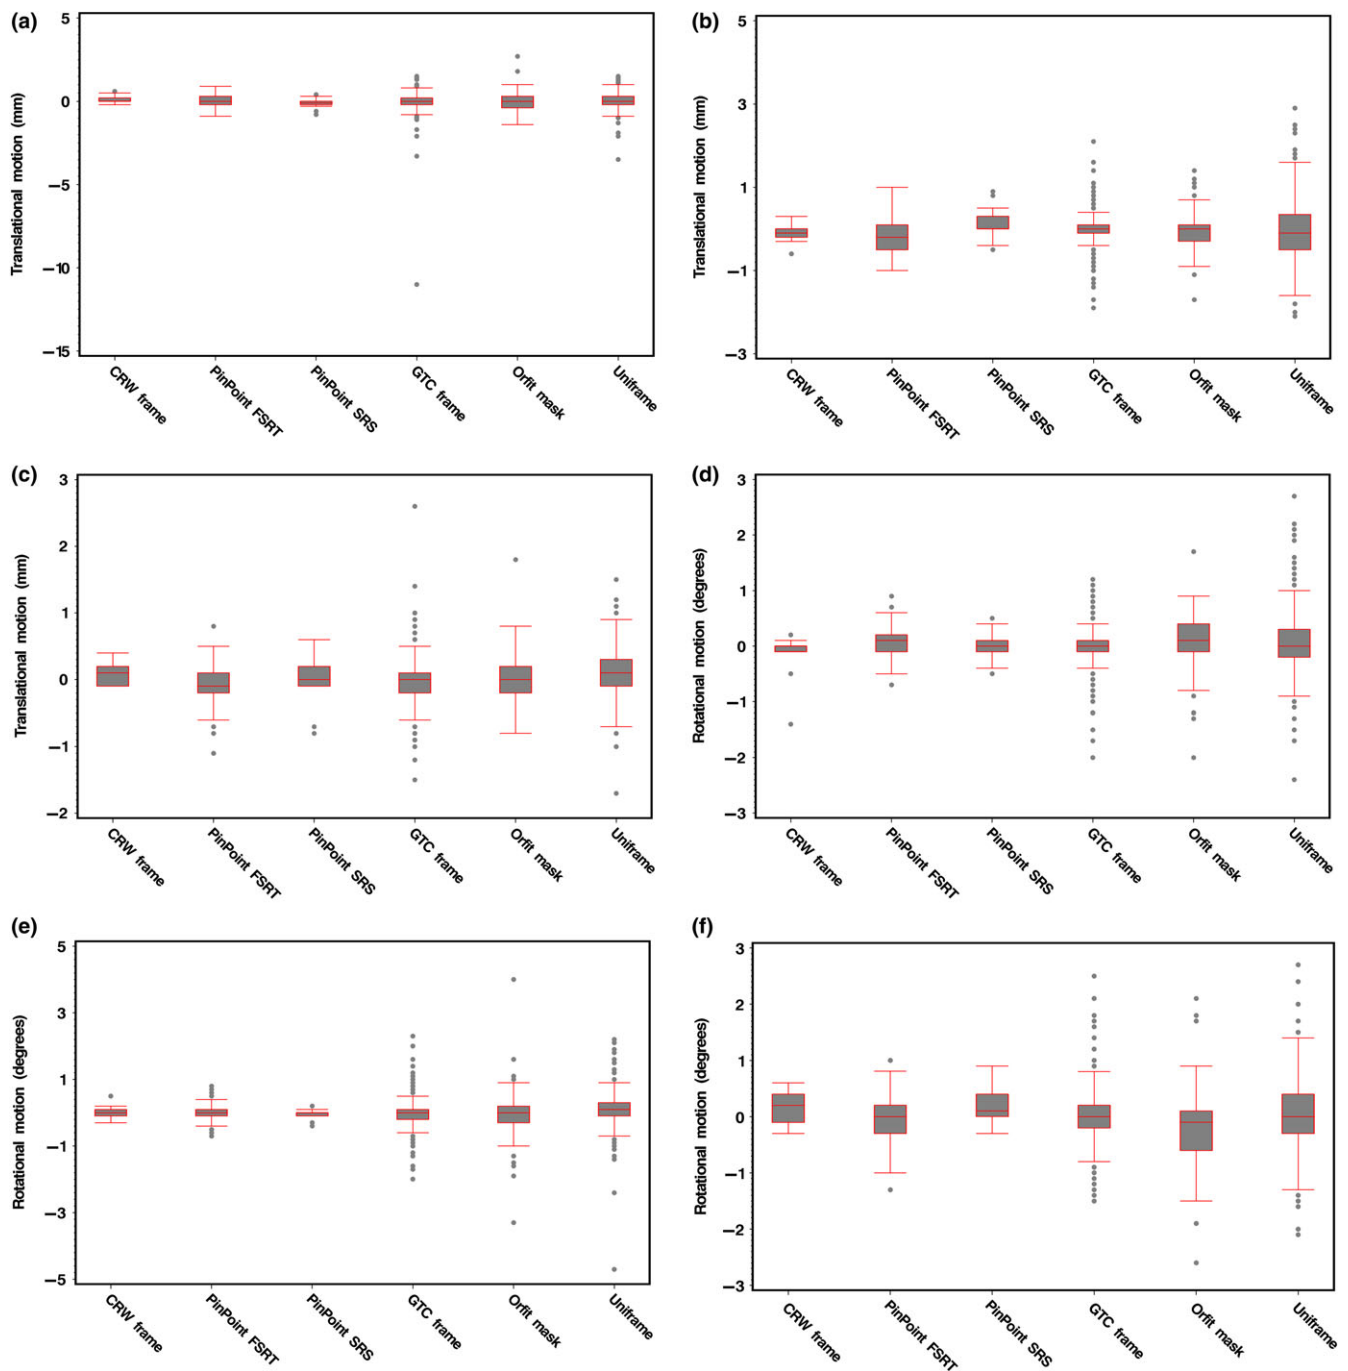 (a)
Translational motion (mm)
5
0
−5
−10
−15
CRW frame
PinPoint FSRT
PinPoint SRS
GTC frame
Orfit mask
Uniframe
(b)
Translational motion (mm)
5
3
1
−1
−3
CRW frame
PinPoint FSRT
PinPoint SRS
GTC frame
Orfit mask
Uniframe
(c)
Translational motion (mm)
3
2
1
0
−1
−2
CRW frame
PinPoint FSRT
PinPoint SRS
GTC frame
Orfit mask
Uniframe
(d)
Rotational motion (degrees)
3
2
1
0
−1
−2
−3
CRW frame
PinPoint FSRT
PinPoint SRS
GTC frame
Orfit mask
Uniframe
(e)
Rotational motion (degrees)
5
3
1
−1
−3
−5
CRW frame
PinPoint FSRT
PinPoint SRS
GTC frame
Orfit mask
Uniframe
(f)
Rotational motion (degrees)
3
2
1
0
−1
−2
−3
CRW frame
PinPoint FSRT
PinPoint SRS
GTC frame
Orfit mask
Uniframe